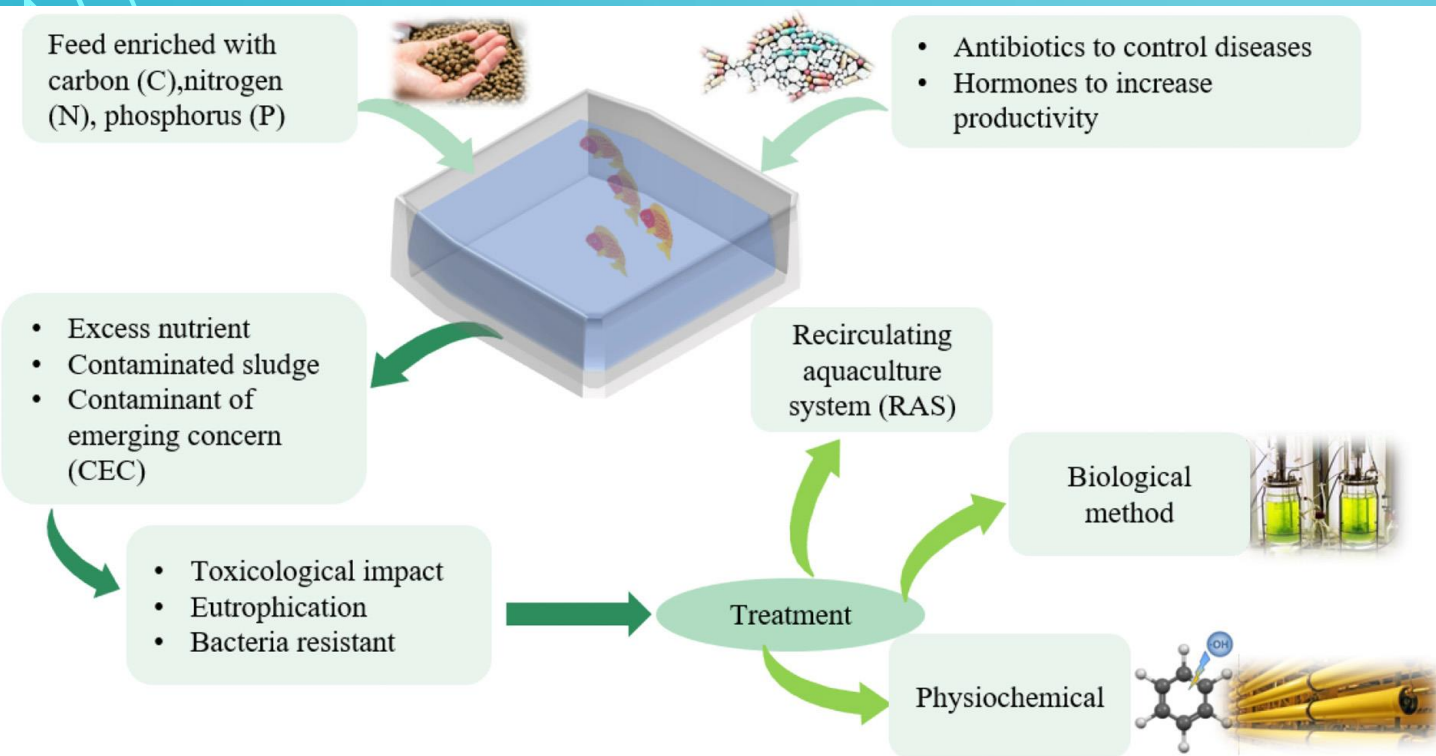 Feed enriched with
carbon (C),nitrogen
(N), phosphorus (P)
• Antibiotics to control diseases
• Hormones to increase
productivity
• Excess nutrient
• Contaminated sludge
• Contaminant of
emerging concern
(CEC)
Recirculating
aquaculture
system (RAS)
Biological
method
• Toxicological impact
• Eutrophication
• Bacteria resistant
Treatment
Physiochemical
·OH